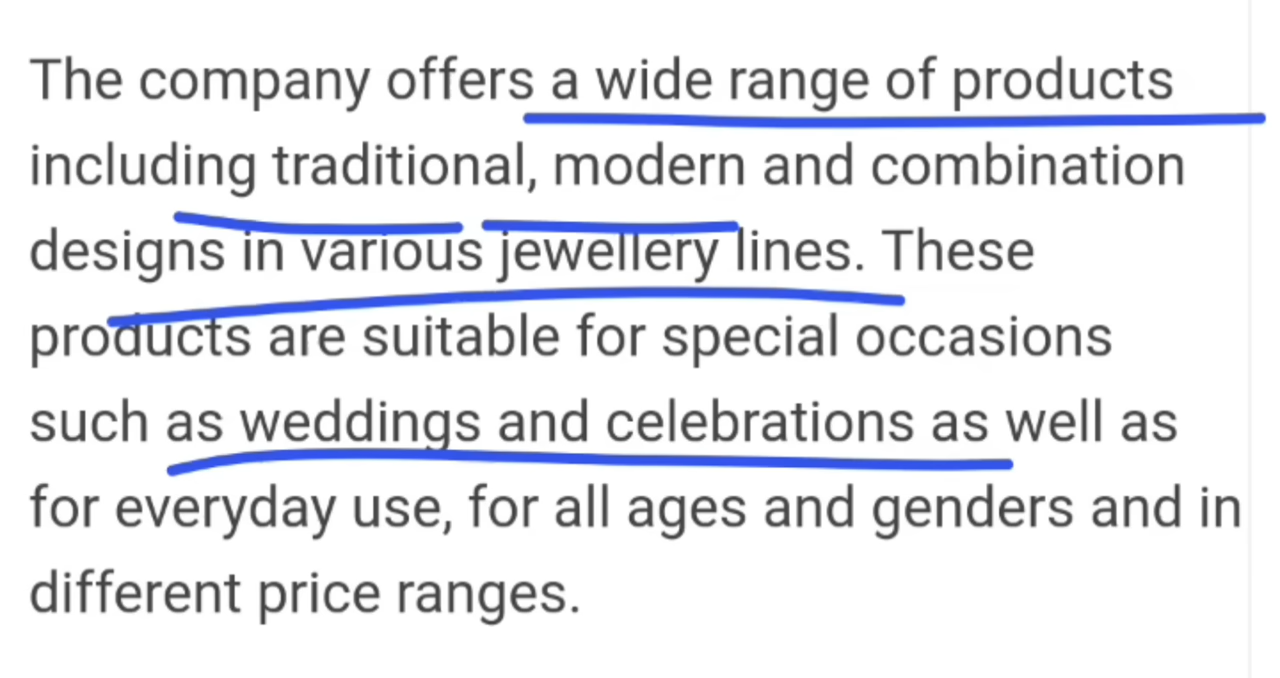 The company offers a wide range of products
including traditional, modern and combination
designs in various jewellery lines. These
products are suitable for special occasions
such as weddings and celebrations as well as
for everyday use, for all ages and genders and in
different price ranges.